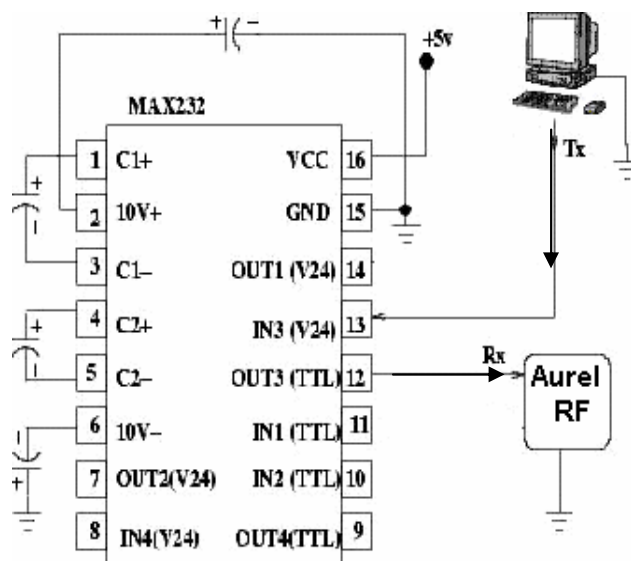 + −
+5v
MAX232
1 C1+ VCC 16
Tx
+
−
2 10V+ GND 15
3 C1− OUT1 (V24) 14
4 C2+ IN3 (V24) 13
+
−
5 C2− OUT3 (TTL) 12
Rx
Aurel
RF
6 10V− IN1 (TTL) 11
−
+
7 OUT2(V24) IN2 (TTL) 10
8 IN4(V24) OUT4(TTL) 9